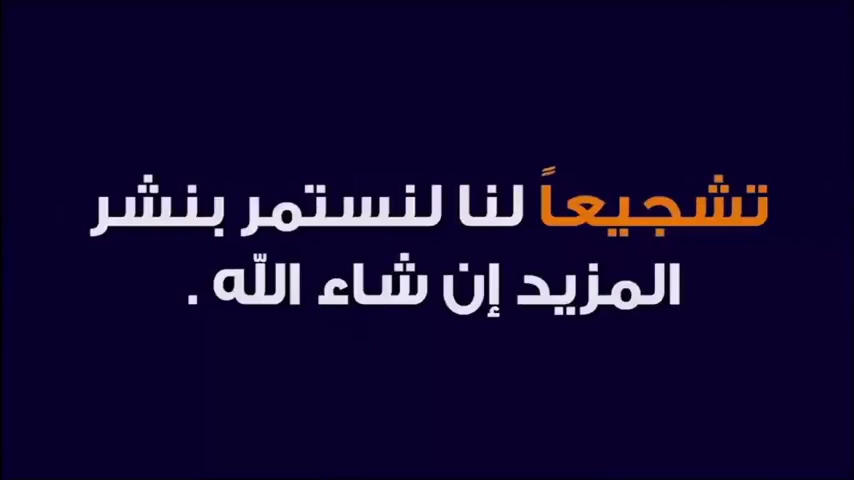 تشجيعاً لنا لنستمر بنشر
المزيد إن شاء الله .